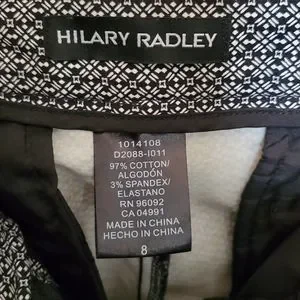 HILARY RADLEY
1014108
D2088-I011
97% COTTON/
ALGODÓN
3% SPANDEX/
ELASTANO
RN 96092
CA 04991
MADE IN CHINA
HECHO IN CHINA
8